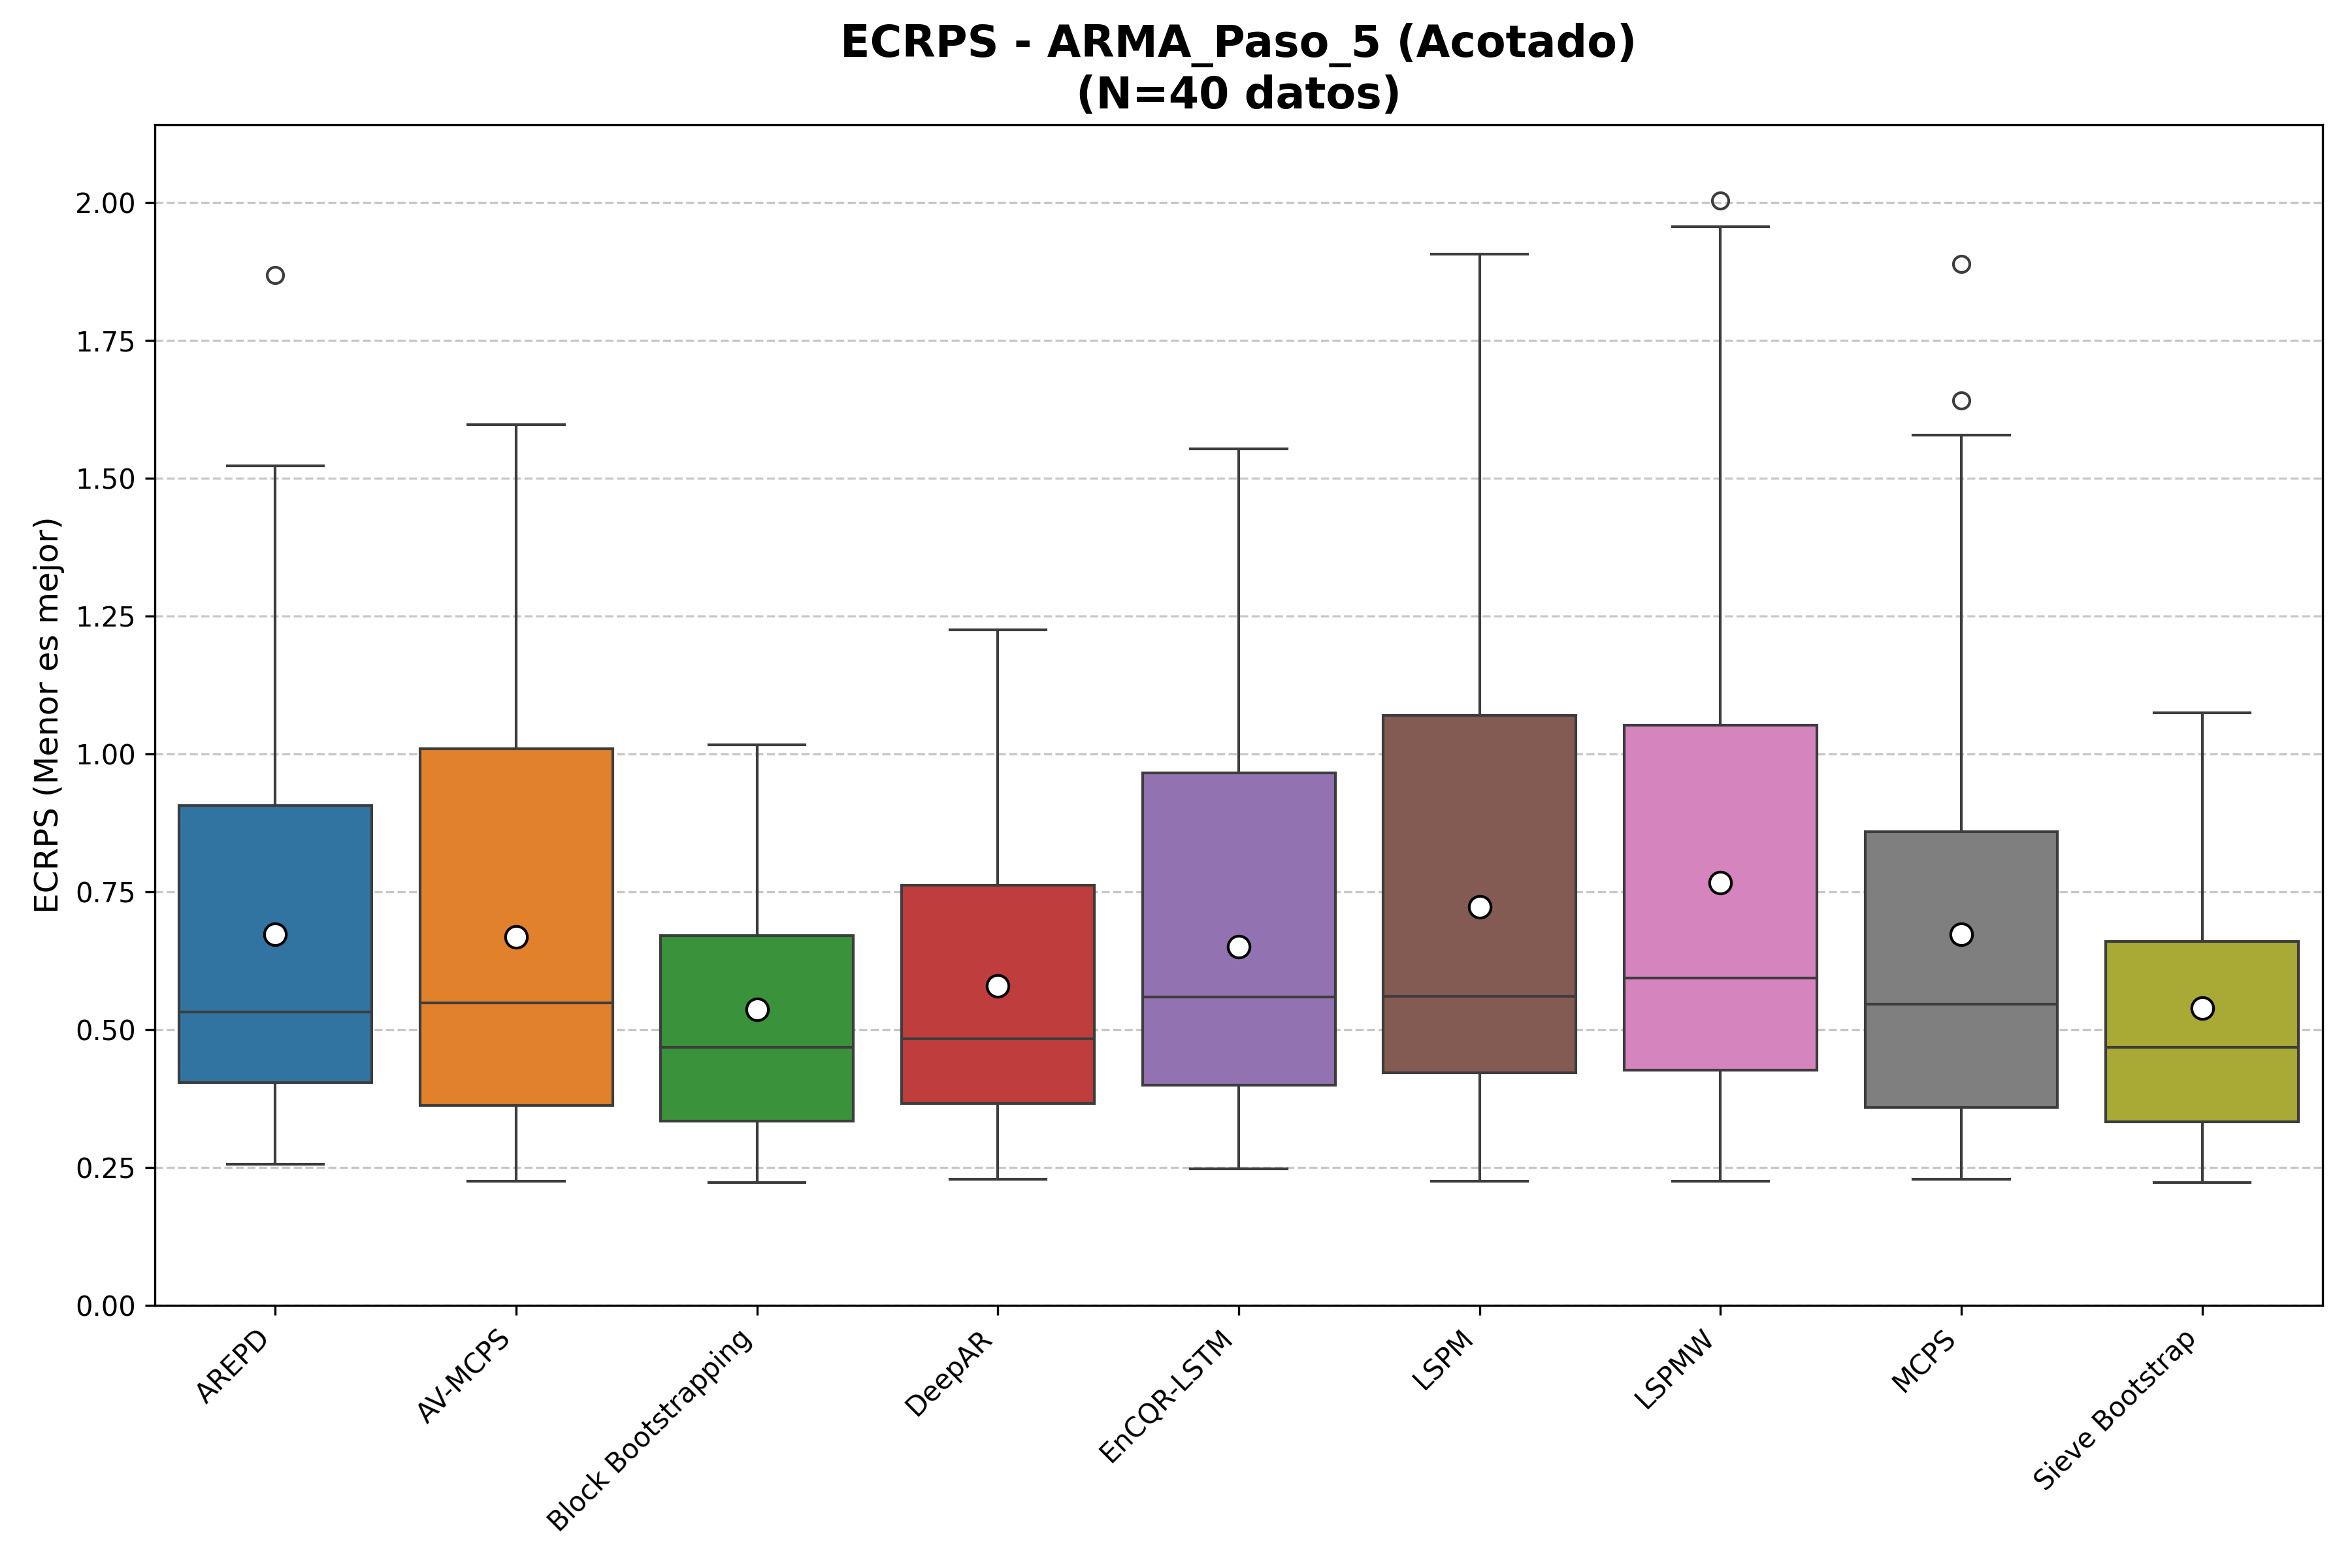 ECRPS - ARMA_Paso_5 (Acotado)
(N=40 datos)
ECRPS (Menor es mejor)
2.00
1.75
1.50
1.25
1.00
0.75
0.50
0.25
0.00
AREPD
AV-MCPS
Block Bootstrapping
DeepAR
EnCQR-LSTM
LSPM
LSPMW
MCPS
Sieve Bootstrap